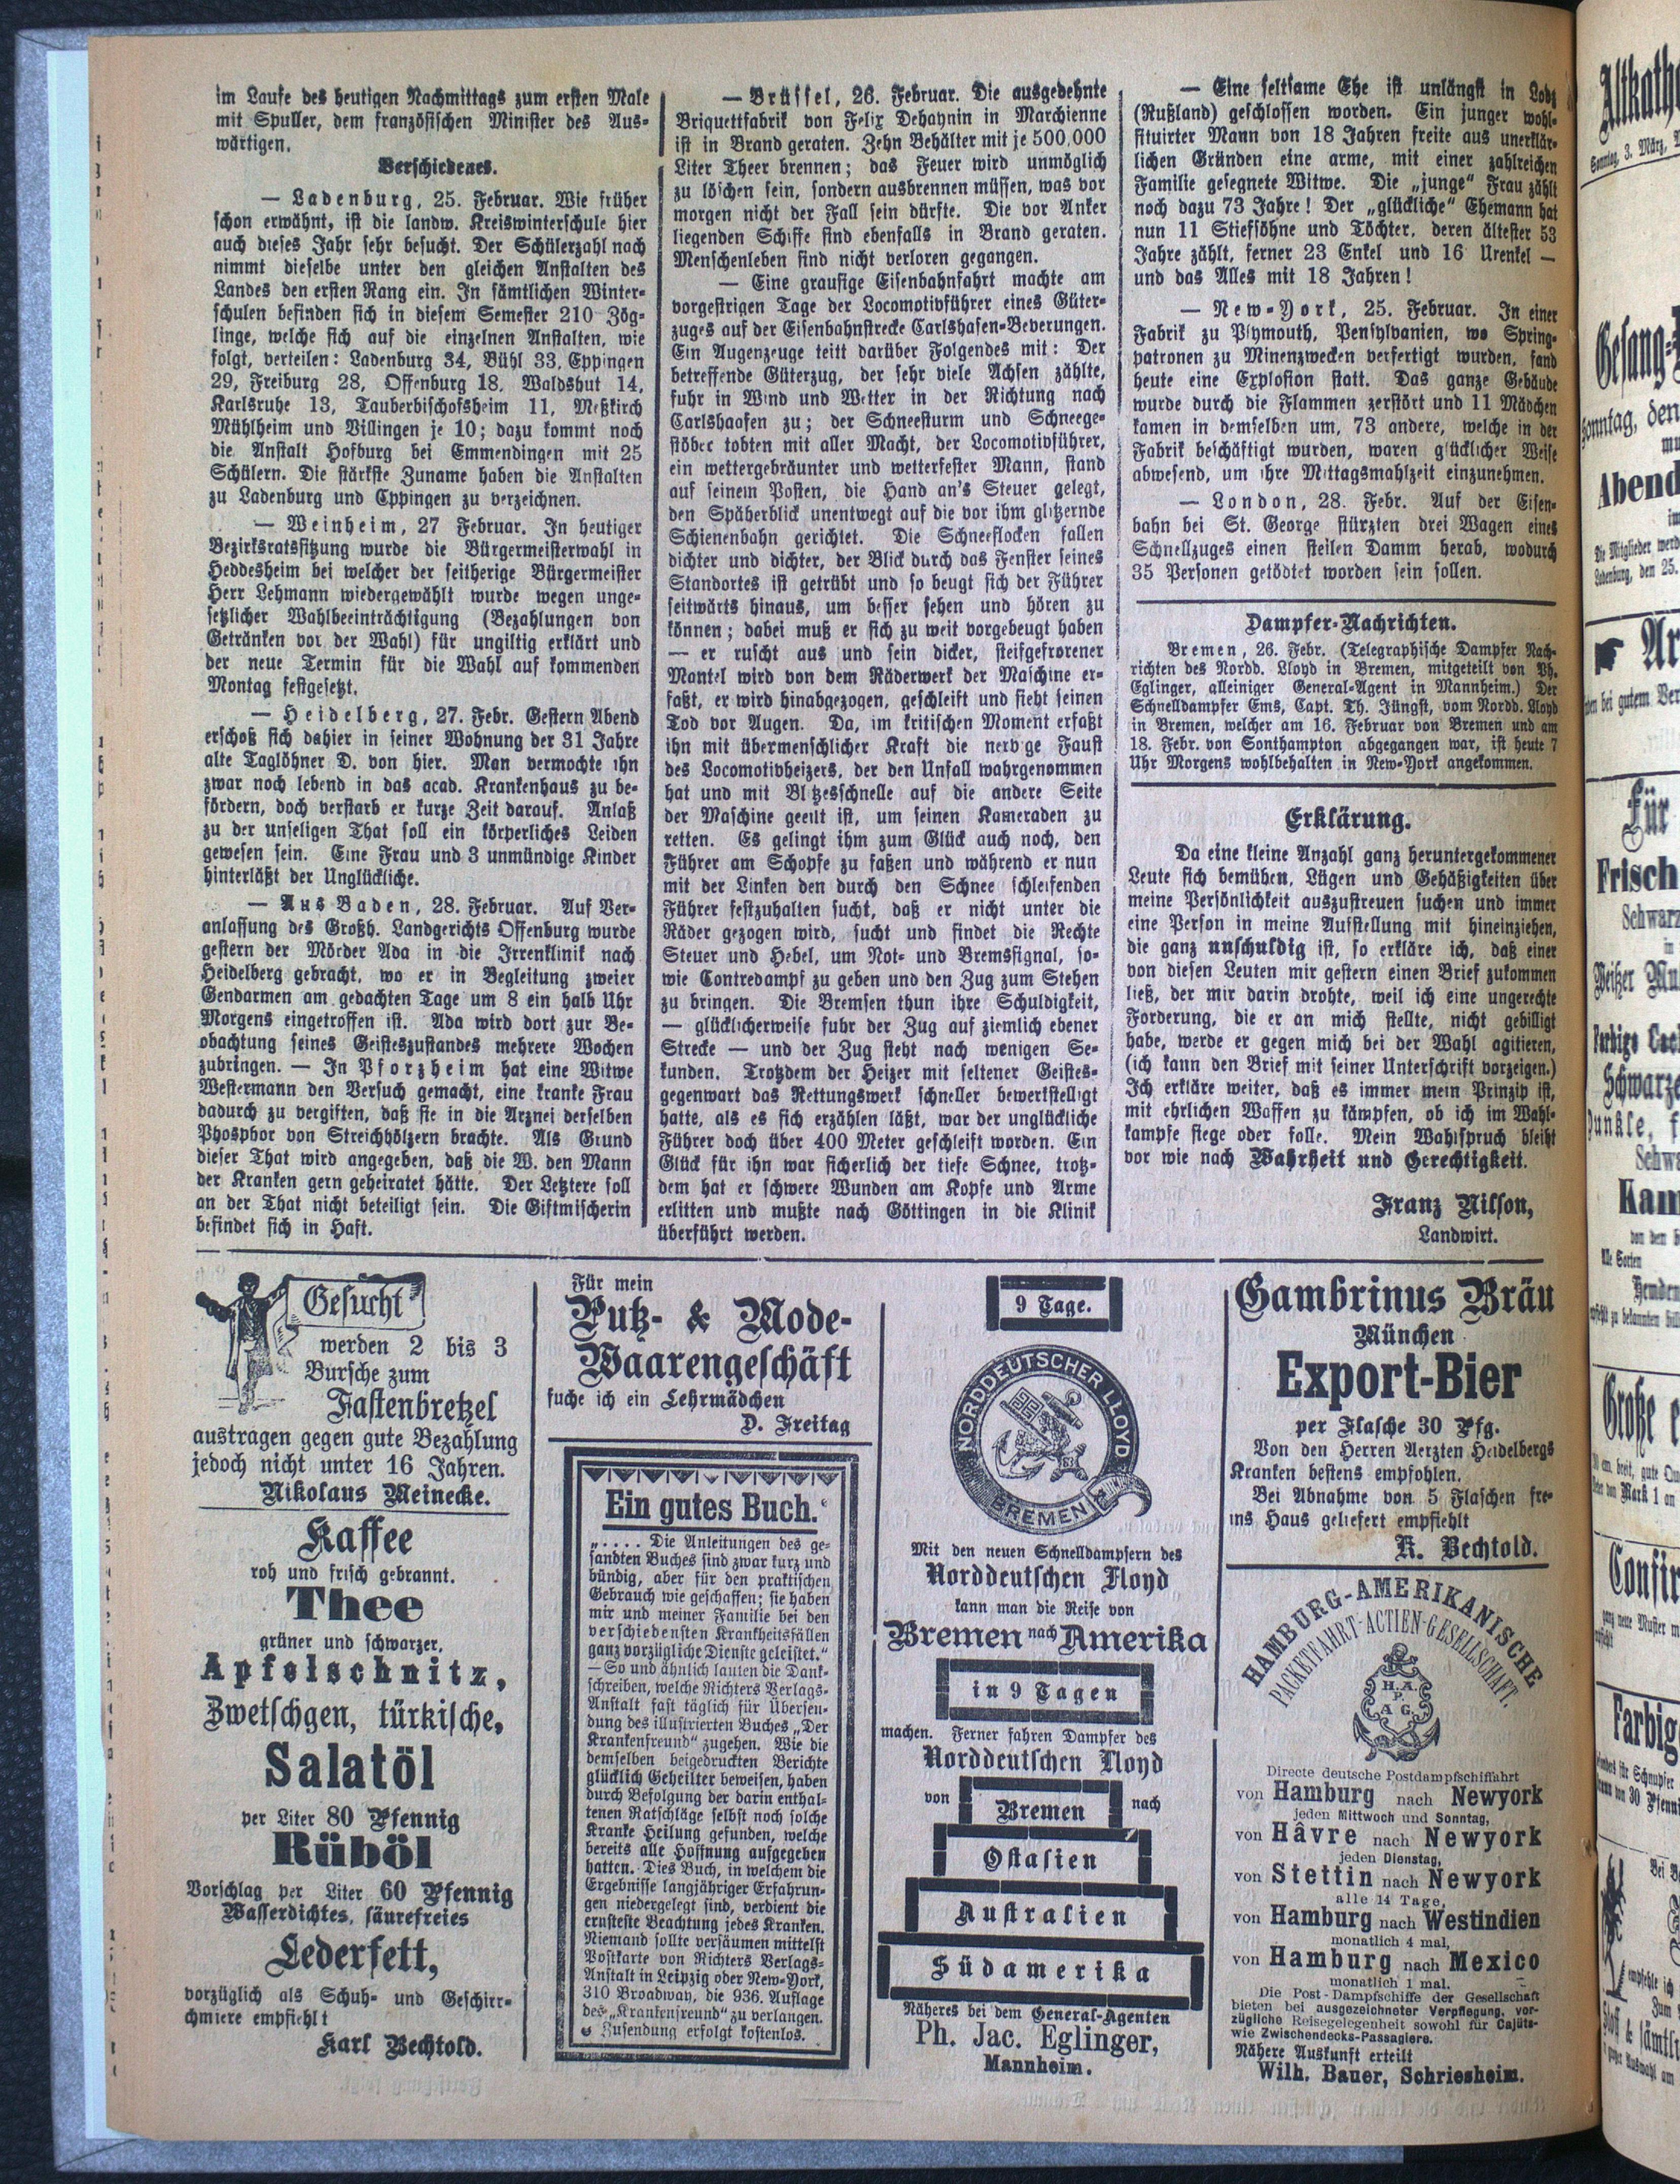 im Laufe des heutigen Nachmittags zum ersten Male
mit Spuller, dem französischen Minister des Aus-
wärtigen.
Verschiedenes.
— Ladenburg, 25. Februar. Wie früher
schon erwähnt, ist die landw. Kreiswinterschule hier
auch dieses Jahr sehr besucht. Der Schülerzahl nach
nimmt dieselbe unter den gleichen Anstalten des
Landes den ersten Rang ein. In sämtlichen Winter-
schulen befinden sich in diesem Semester 210 Zög-
linge, welche sich auf die einzelnen Anstalten, wie
folgt, verteilen: Ladenburg 34, Bühl 33, Eppingen
29, Freiburg 28, Offenburg 18, Waldshut 14,
Karlsruhe 13, Tauberbischofsheim 11, Meßkirch
Mühlheim und Villingen je 10; dazu kommt noch
die Anstalt Hofburg bei Emmendingen mit 25
Schülern. Die stärkste Zuname haben die Anstalten
zu Ladenburg und Eppingen zu verzeichnen.
— Weinheim, 27 Februar. In heutiger
Bezirksratssitzung wurde die Bürgermeisterwahl in
Heddesheim bei welcher der seitherige Bürgermeister
Herr Lehmann wiedergewählt wurde wegen unge-
setzlicher Wahlbeeinträchtigung (Bezahlungen von
Getränken vor der Wahl) für ungiltig erklärt und
der neue Termin für die Wahl auf kommenden
Montag festgesetzt.
— Heidelberg, 27. Febr. Gestern Abend
erschoß sich dahier in seiner Wohnung der 31 Jahre
alte Taglöhner D. von hier. Man vermochte ihn
zwar noch lebend in das acad. Krankenhaus zu be-
fördern, doch verstarb er kurze Zeit darauf. Anlaß
zu der unseligen That soll ein körperliches Leiden
gewesen sein. Eine Frau und 3 unmündige Kinder
hinterläßt der Unglückliche.
— Aus Baden, 28. Februar. Auf Ver-
anlassung des Großh. Landgerichts Offenburg wurde
gestern der Mörder Ada in die Irrenklinik nach
Heidelberg gebracht, wo er in Begleitung zweier
Gendarmen am gedachten Tage um 8 ein halb Uhr
Morgens eingetroffen ist. Ada wird dort zur Be-
obachtung seines Geisteszustandes mehrere Wochen
zubringen. — In Pforzheim hat eine Witwe
Westermann den Versuch gemacht, eine kranke Frau
dadurch zu vergiften, daß sie in die Arznei derselben
Phosphor von Streichhölzern brachte. Als Grund
dieser That wird angegeben, daß die W. den Mann
der Kranken gern geheiratet hätte. Der Letztere soll
an der That nicht beteiligt sein. Die Giftmischerin
befindet sich in Haft.
— Brüssel, 26. Februar. Die ausgedehnte
Briquettfabrik von Felix Dehaynin in Marchienne
ist in Brand geraten. Zehn Behälter mit je 500,000
Liter Theer brennen; das Feuer wird unmöglich
zu löschen sein, sondern ausbrennen müssen, was vor
morgen nicht der Fall sein dürfte. Die vor Anker
liegenden Schiffe sind ebenfalls in Brand geraten.
Menschenleben sind nicht verloren gegangen.
— Eine grausige Eisenbahnfahrt machte am
vorgestrigen Tage der Locomotivführer eines Güter-
zuges auf der Eisenbahnstrecke Carlshafen-Beverungen.
Ein Augenzeuge teilt darüber Folgendes mit: Der
betreffende Güterzug, der sehr viele Achsen zählte,
fuhr in Wind und Wetter in der Richtung nach
Carlshaafen zu; der Schneesturm und Schneege-
stöber tobten mit aller Macht, der Locomotivführer,
ein wettergebräunter und wetterfester Mann, stand
auf seinem Posten, die Hand an's Steuer gelegt,
den Späherblick unentwegt auf die vor ihm glitzernde
Schienenbahn gerichtet. Die Schneeflocken fallen
dichter und dichter, der Blick durch das Fenster seines
Standortes ist getrübt und so beugt sich der Führer
seitwärts hinaus, um besser sehen und hören zu
können; dabei muß er sich zu weit vorgebeugt haben
— er ruscht aus und sein dicker, steifgefrorener
Mantel wird von dem Räderwerk der Maschine er-
faßt, er wird hinabgezogen, geschleift und sieht seinen
Tod vor Augen. Da, im kritischen Moment erfaßt
ihn mit übermenschlicher Kraft die nervige Faust
des Locomotivheizers, der den Unfall wahrgenommen
hat und mit Blitzesschnelle auf die andere Seite
der Maschine geeilt ist, um seinen Kameraden zu
retten. Es gelingt ihm zum Glück auch noch, den
Führer am Schopfe zu faßen und während er nun
mit der Linken den durch den Schnee schleifenden
Führer festzuhalten sucht, daß er nicht unter die
Räder gezogen wird, sucht und findet die Rechte
Steuer und Hebel, um Not- und Bremssignal, so-
wie Contredampf zu geben und den Zug zum Stehen
zu bringen. Die Bremsen thun ihre Schuldigkeit,
— glücklicherweise fuhr der Zug auf ziemlich ebener
Strecke — und der Zug steht nach wenigen Se-
kunden. Trotzdem der Heizer mit seltener Geistes-
gegenwart das Rettungswerk schneller bewerkstelligt
hatte, als es sich erzählen läßt, war der unglückliche
Führer doch über 400 Meter geschleift worden. Ein
Glück für ihn war sicherlich der tiefe Schnee, trotz-
dem hat er schwere Wunden am Kopfe und Arme
erlitten und mußte nach Göttingen in die Klinik
überführt werden.
— Eine seltsame Ehe ist unlängst in Lodz
(Rußland) geschlossen worden. Ein junger wohl-
situirter Mann von 18 Jahren freite aus unerklär-
lichen Gründen eine arme, mit einer zahlreichen
Familie gesegnete Witwe. Die „junge“ Frau zählt
noch dazu 73 Jahre! Der „glückliche“ Ehemann hat
nun 11 Stiefsöhne und Töchter, deren ältester 53
Jahre zählt, ferner 23 Enkel und 16 Urenkel —
und das Alles mit 18 Jahren!
— New-York, 25. Februar. In einer
Fabrik zu Plymouth, Pensylvanien, wo Spring-
patronen zu Minenzwecken verfertigt wurden, fand
heute eine Explosion statt. Das ganze Gebäude
wurde durch die Flammen zerstört und 11 Mädchen
kamen in demselben um, 73 andere, welche in der
Fabrik beschäftigt wurden, waren glücklicher Weise
abwesend, um ihre Mittagsmahlzeit einzunehmen.
— London, 28. Febr. Auf der Eisen-
bahn bei St. George stürzten drei Wagen eines
Schnellzuges einen steilen Damm herab, wodurch
35 Personen getödtet worden sein sollen.
Dampfer-Nachrichten.
Bremen, 26. Febr. (Telegraphische Dampfer Nach-
richten des Nordd. Lloyd in Bremen, mitgeteilt von Ph.
Eglinger, alleiniger General-Agent in Mannheim.) Der
Schnelldampfer Ems, Capt. Th. Jüngst, vom Nordd. Lloyd
in Bremen, welcher am 16. Februar von Bremen und am
18. Febr. von Sonthampton abgegangen war, ist heute 7
Uhr Morgens wohlbehalten in New-York angekommen.
Erklärung.
Da eine kleine Anzahl ganz heruntergekommener
Leute sich bemühen, Lügen und Gehäßigkeiten über
meine Persönlichkeit auszustreuen suchen und immer
eine Person in meine Aufstellung mit hineinziehen,
die ganz unschuldig ist, so erkläre ich, daß einer
von diesen Leuten mir gestern einen Brief zukommen
ließ, der mir darin drohte, weil ich eine ungerechte
Forderung, die er an mich stellte, nicht gebilligt
habe, werde er gegen mich bei der Wahl agitieren,
(ich kann den Brief mit seiner Unterschrift vorzeigen.)
Ich erkläre weiter, daß es immer mein Prinzip ist,
mit ehrlichen Waffen zu kämpfen, ob ich im Wahl-
kampfe siege oder falle. Mein Wahlspruch bleibt
vor wie nach Wahrheit und Gerechtigkeit.
Franz Nilson,
Landwirt.
Gesucht
werden 2 bis 3
Bursche zum
Fastenbretzel
austragen gegen gute Bezahlung
jedoch nicht unter 16 Jahren.
Nikolaus Meinecke.
Kaffee
roh und frisch gebrannt.
Thee
grüner und schwarzer,
Apfelschnitz,
Zwetschgen, türkische,
Salatöl
per Liter 80 Pfennig
Rüböl
Vorschlag per Liter 60 Pfennig
Wasserdichtes, säurefreies
Lederfett,
vorzüglich als Schuh- und Geschirr-
chmiere empfiehlt
Karl Bechtold.
Für mein
Putz- & Mode-
Waarengeschäft
suche ich ein Lehrmädchen
D. Freitag
Ein gutes Buch.
„.... Die Anleitungen des ge-
sandten Buches sind zwar kurz und
bündig, aber für den praktischen
Gebrauch wie geschaffen; sie haben
mir und meiner Familie bei den
verschiedensten Krankheitsfällen
ganz vorzügliche Dienste geleistet.“
— So und ähnlich lauten die Dank-
schreiben, welche Richters Verlags-
Anstalt fast täglich für Übersen-
dung des illustrierten Buches „Der
Krankenfreund“ zugehen. Wie die
demselben beigedruckten Berichte
glücklich Geheilter beweisen, haben
durch Befolgung der darin enthal-
tenen Ratschläge selbst noch solche
Kranke Heilung gefunden, welche
bereits alle Hoffnung aufgegeben
hatten. Dies Buch, in welchem die
Ergebnisse langjähriger Erfahrun-
gen niedergelegt sind, verdient die
ernsteste Beachtung jedes Kranken.
Niemand sollte versäumen mittelst
Postkarte von Richters Verlags-
Anstalt in Leipzig oder New-York,
310 Broadway, die 936. Auflage
des „Krankenfreund“ zu verlangen.
Zusendung erfolgt kostenlos.
9 Tage.
NORDDEUTSCHER LLOYD
BREMEN
Mit den neuen Schnelldampfern des
Norddeutschen Lloyd
kann man die Reise von
Bremen nach Amerika
in 9 Tagen
machen. Ferner fahren Dampfer des
Norddeutschen Lloyd
von Bremen nach
Ostasien
Australien
Südamerika
Näheres bei dem General-Agenten
Ph. Jac. Eglinger,
Mannheim.
Gambrinus Bräu
München
Export-Bier
per Flasche 30 Pfg.
Von den Herren Aerzten Heidelbergs
Kranken bestens empfohlen.
Bei Abnahme von 5 Flaschen frei
ins Haus geliefert empfiehlt
K. Bechtold.
HAMBURG-AMERIKANISCHE
PACKETFAHRT-ACTIEN-GESELLSCHAFT.
H.A.
P.
A.G.
Directe deutsche Postdampfschiffahrt
von Hamburg nach Newyork
jeden Mittwoch und Sonntag,
von Hâvre nach Newyork
jeden Dienstag,
von Stettin nach Newyork
alle 14 Tage,
von Hamburg nach Westindien
monatlich 4 mal,
von Hamburg nach Mexico
monatlich 1 mal.
Die Post-Dampfschiffe der Gesellschaft
bieten bei ausgezeichneter Verpflegung, vor-
zügliche Reisegelegenheit sowohl für Cajüts-
wie Zwischendecks-Passagiere.
Nähere Auskunft erteilt
Wilh. Bauer, Schriesheim.
Sonntag, 3. März,
Sonntag, den
Abend
Die Mitglieder
Ladenburg, den 25.
Für
Frisch
Schwarz
Weißer
Farbige
Schwarze
Große
Farbig